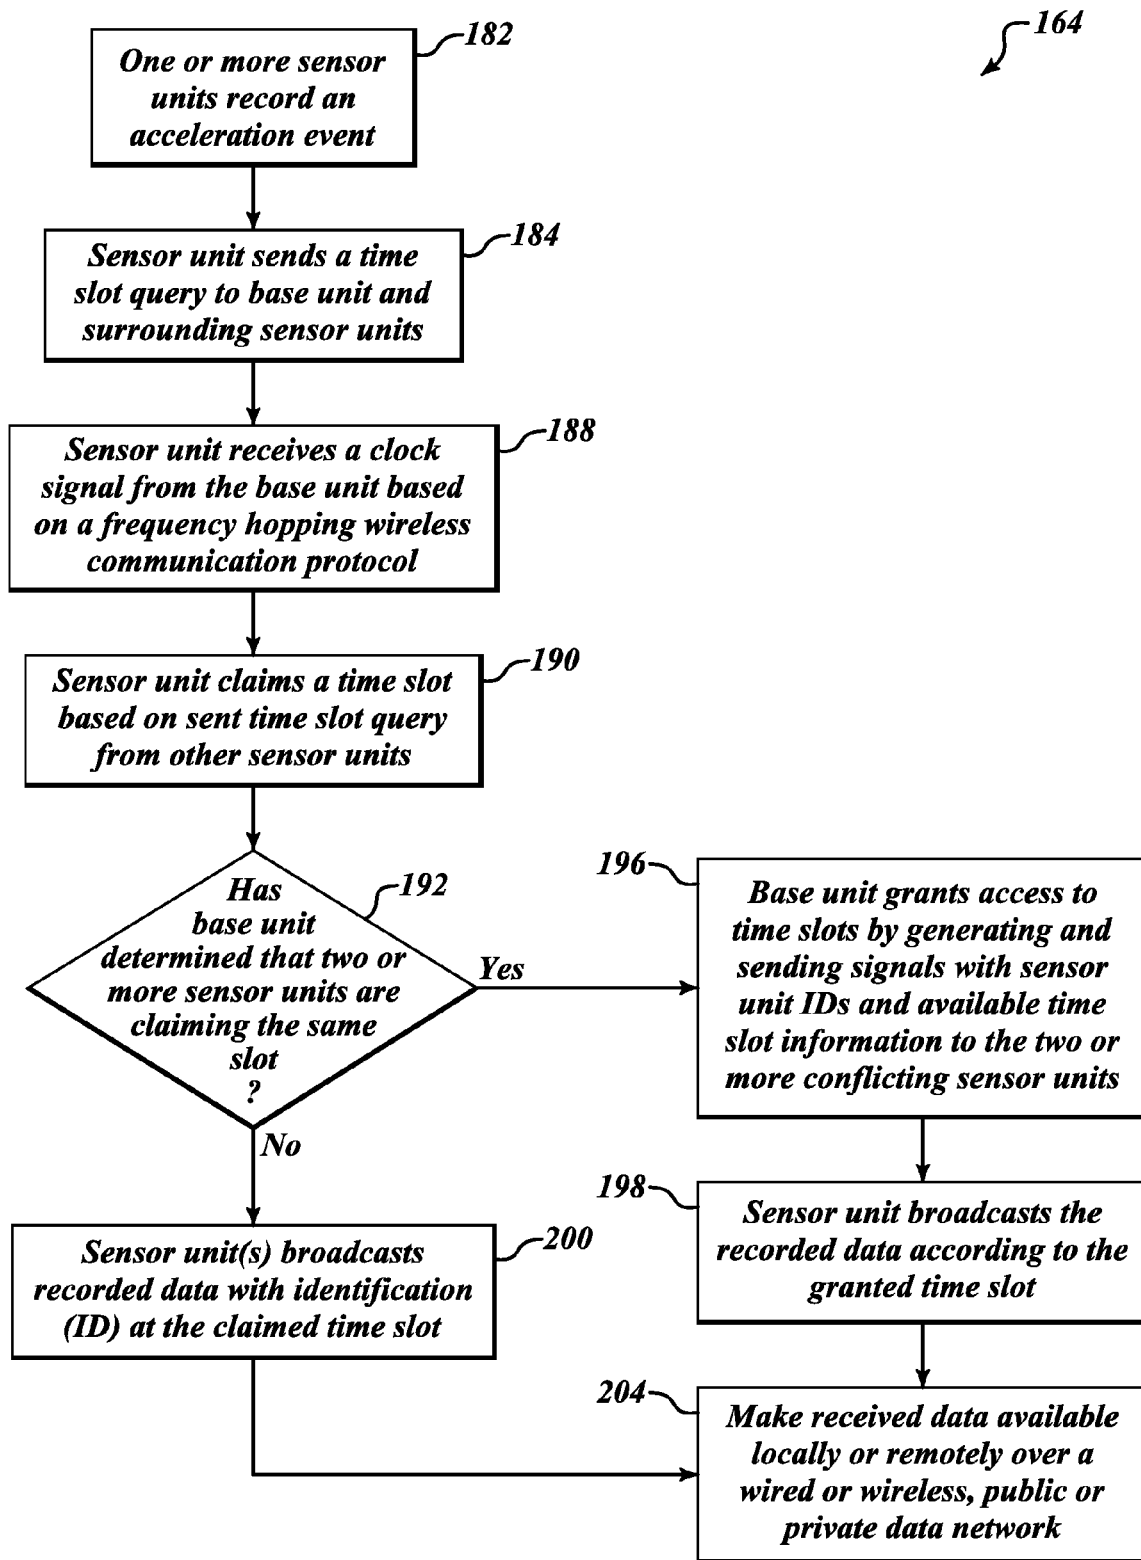 182
164
One or more sensor
units record an
acceleration event
184
Sensor unit sends a time
slot query to base unit and
surrounding sensor units
188
Sensor unit receives a clock
signal from the base unit based
on a frequency hopping wireless
communication protocol
190
Sensor unit claims a time slot
based on sent time slot query
from other sensor units
192
Has
base unit
determined that two or
more sensor units are
claiming the same
slot
?
Yes
No
196
Base unit grants access to
time slots by generating and
sending signals with sensor
unit IDs and available time
slot information to the two or
more conflicting sensor units
198
Sensor unit broadcasts the
recorded data according to the
granted time slot
200
Sensor unit(s) broadcasts
recorded data with identification
(ID) at the claimed time slot
204
Make received data available
locally or remotely over a
wired or wireless, public or
private data network